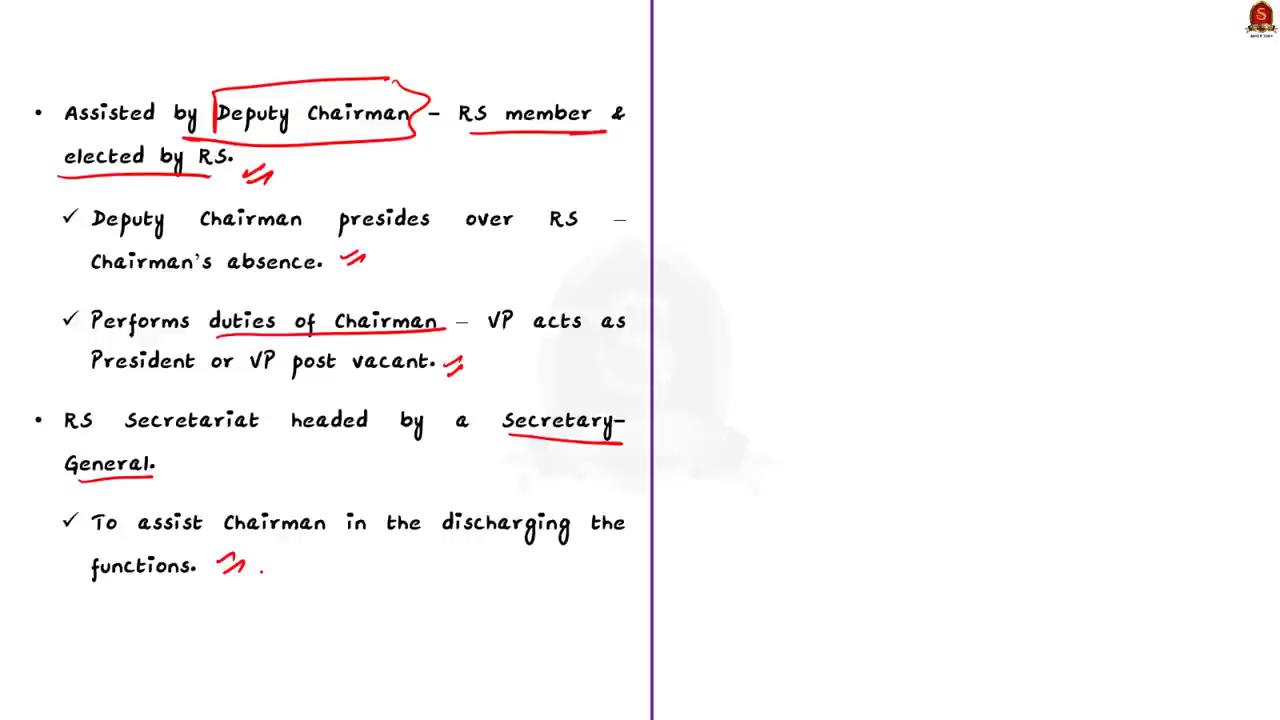 • Assisted by Deputy Chairman – RS member &
elected by RS.
✓ Deputy Chairman presides over RS –
Chairman's absence.
✓ Performs duties of Chairman – VP acts as
President or VP post vacant.
• RS Secretariat headed by a Secretary-
General.
✓ To assist Chairman in the discharging the
functions.